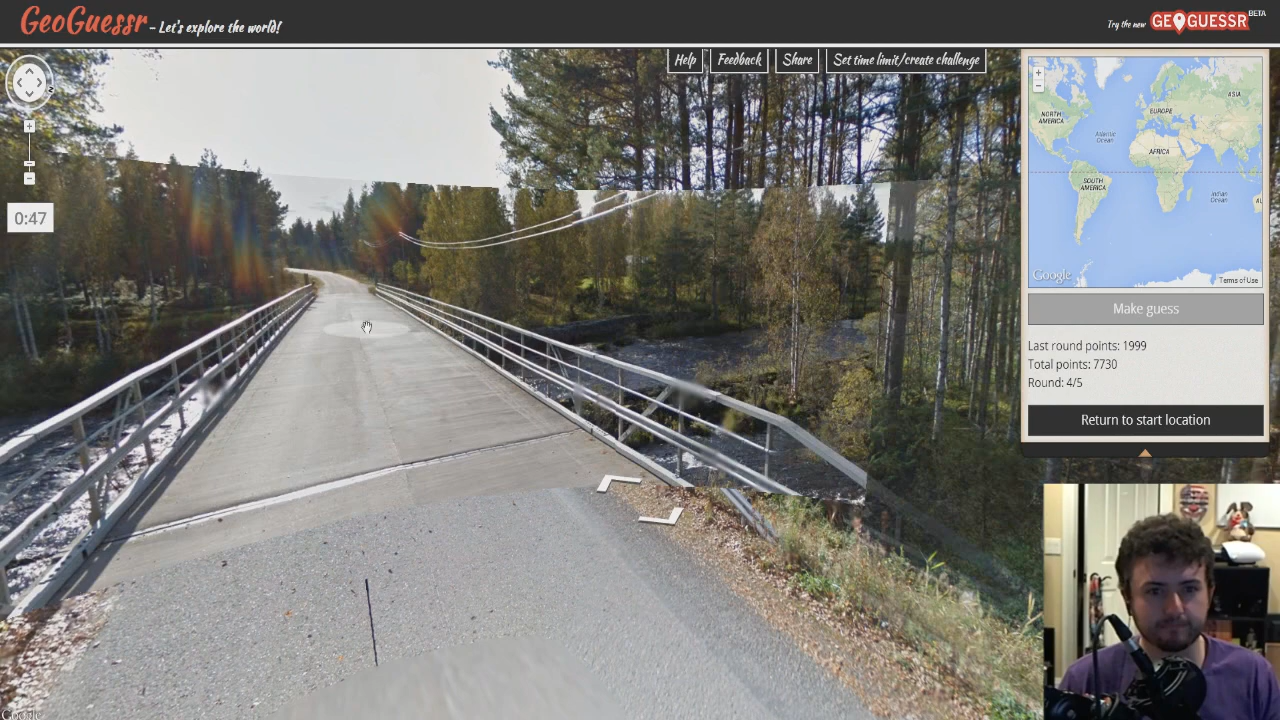 GeoGuessr - Let's explore the world!
Try the new GEOGUESSR BETA
Help
Feedback
Share
Set time limit/create challenge
N
0:47
NORTH AMERICA
Atlantic Ocean
EUROPE
ASIA
AFRICA
SOUTH AMERICA
Indian Ocean
AU
Google
Terms of Use
Make guess
Last round points: 1999
Total points: 7730
Round: 4/5
Return to start location
Google